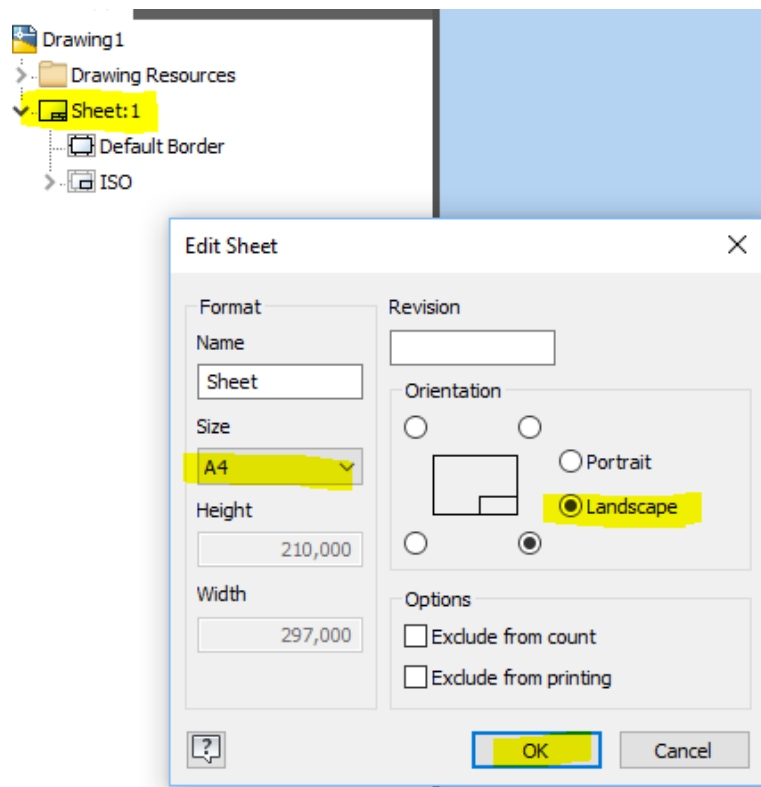 Drawing1
Drawing Resources
Sheet:1
Default Border
ISO
Edit Sheet
Format
Name
Sheet
Size
A4
Height
210,000
Width
297,000
Revision
Orientation
Portrait
Landscape
Options
Exclude from count
Exclude from printing
?
OK
Cancel